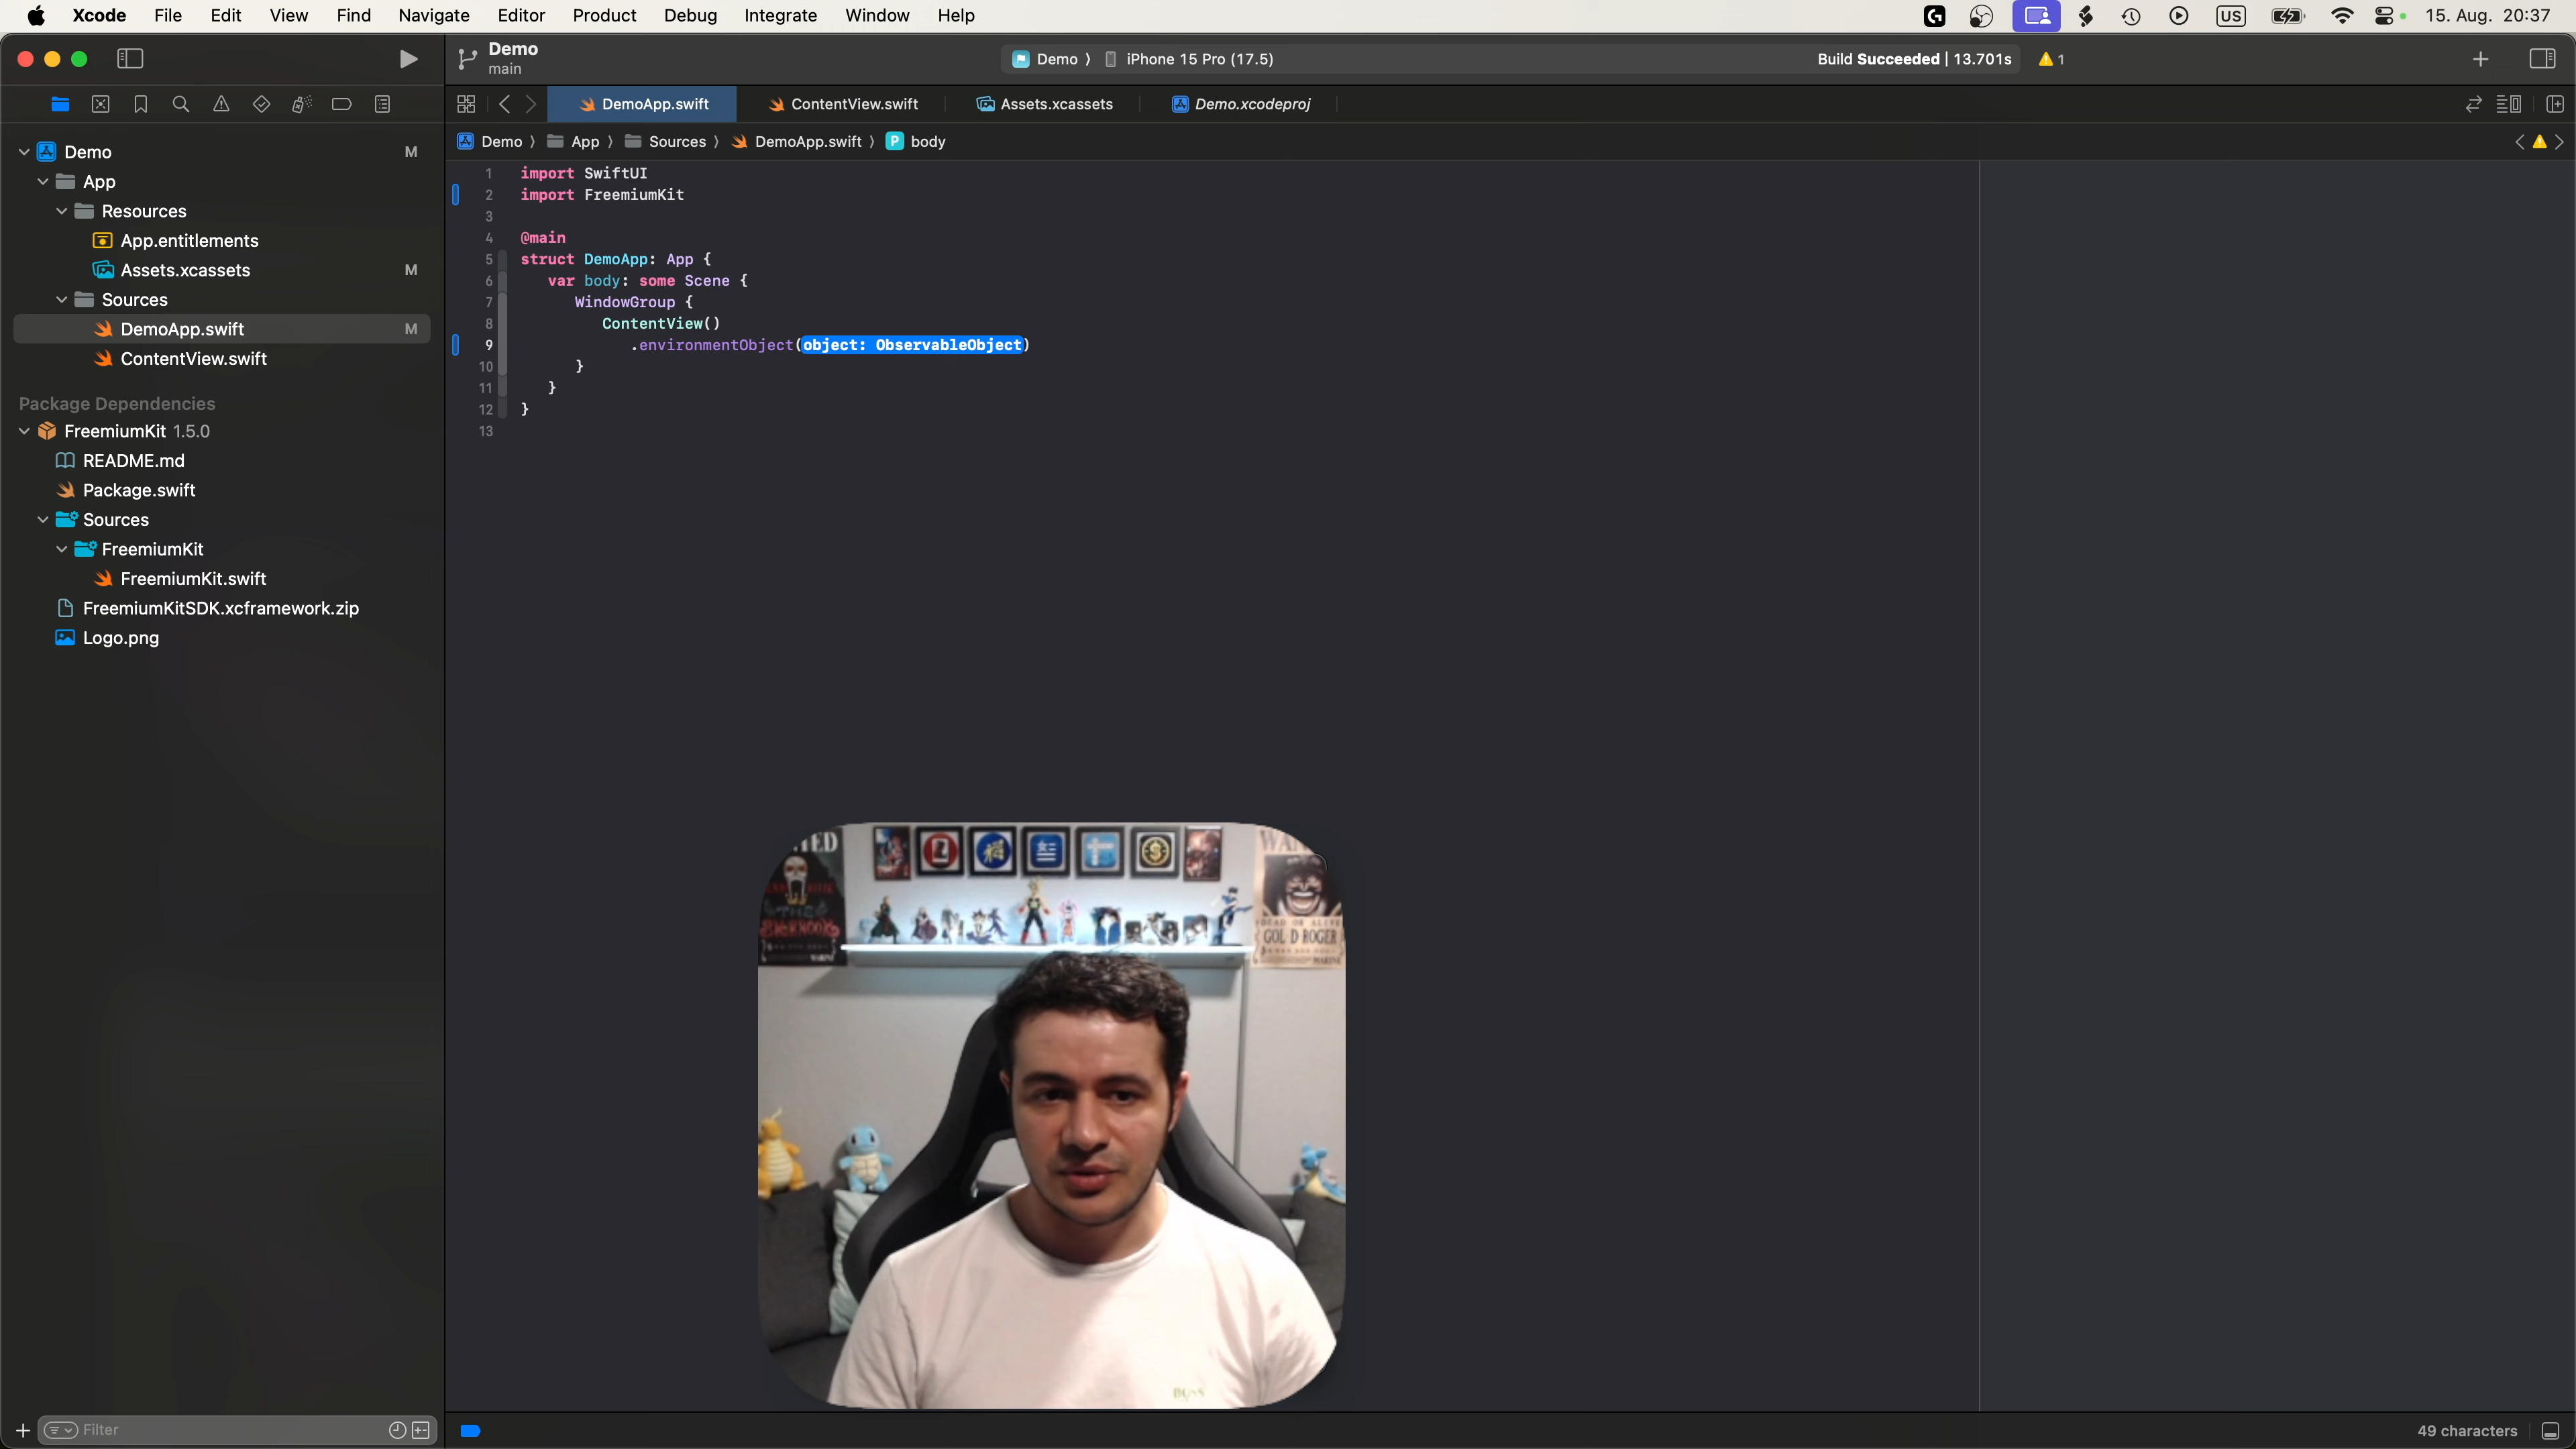 Xcode File Edit View Find Navigate Editor Product Debug Integrate Window Help US 15. Aug. 20:37
Demo
main
Demo iPhone 15 Pro (17.5) Build Succeeded | 13.701s 1
DemoApp.swift ContentView.swift Assets.xcassets Demo.xcodeproj
Demo App Sources DemoApp.swift P body
Demo M
App
Resources
App.entitlements
Assets.xcassets M
Sources
DemoApp.swift M
ContentView.swift
Package Dependencies
FreemiumKit 1.5.0
README.md
Package.swift
Sources
FreemiumKit
FreemiumKit.swift
FreemiumKitSDK.xcframework.zip
Logo.png
Filter
1 import SwiftUI
2 import FreemiumKit
3
4 @main
5 struct DemoApp: App {
6 var body: some Scene {
7 WindowGroup {
8 ContentView()
9 .environmentObject(object: ObservableObject)
10 }
11 }
12 }
13
DEAD OR ALIVE
GOL D ROGER
MARINE
BOSS
49 characters